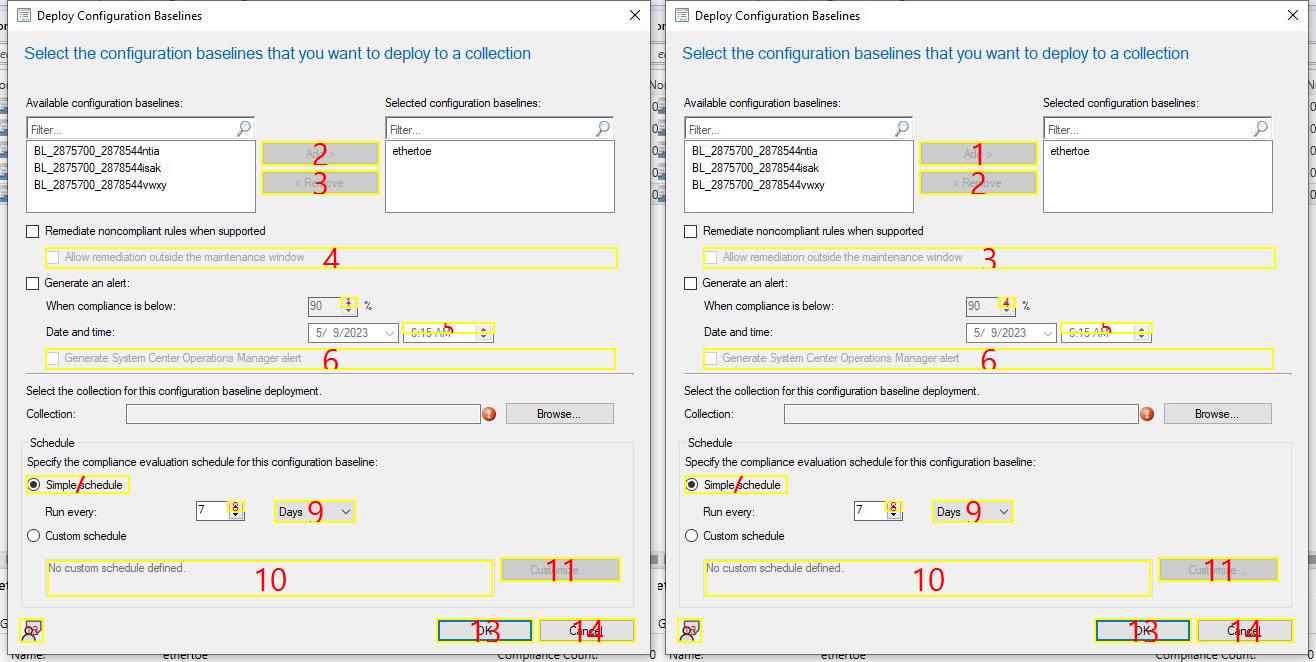 Deploy Configuration Baselines
Select the configuration baselines that you want to deploy to a collection
Available configuration baselines:
Selected configuration baselines:
Filter...
Filter...
BL_2875700_2878544ntia
BL_2875700_2878544isak
BL_2875700_2878544vwxy
2
Add >
3
< Remove
ethertoe
Remediate noncompliant rules when supported
Allow remediation outside the maintenance window
4
Generate an alert:
When compliance is below:
90
1
%
Date and time:
5/ 9/2023
6:15 AM
5
Generate System Center Operations Manager alert
6
Select the collection for this configuration baseline deployment.
Collection:
Browse...
Schedule
Specify the compliance evaluation schedule for this configuration baseline:
Simple schedule
7
Run every:
7
8
Days
9
Custom schedule
No custom schedule defined.
10
Customize...
11
OK
13
Cancel
14
Name:
ethertoe
Compliance Count:
0
Deploy Configuration Baselines
Select the configuration baselines that you want to deploy to a collection
Available configuration baselines:
Selected configuration baselines:
Filter...
Filter...
BL_2875700_2878544ntia
BL_2875700_2878544isak
BL_2875700_2878544vwxy
1
Add >
2
< Remove
ethertoe
Remediate noncompliant rules when supported
Allow remediation outside the maintenance window
3
Generate an alert:
When compliance is below:
90
4
%
Date and time:
5/ 9/2023
6:15 AM
5
Generate System Center Operations Manager alert
6
Select the collection for this configuration baseline deployment.
Collection:
Browse...
Schedule
Specify the compliance evaluation schedule for this configuration baseline:
Simple schedule
7
Run every:
7
8
Days
9
Custom schedule
No custom schedule defined.
10
Customize...
11
OK
13
Cancel
14
Name:
ethertoe
Compliance Count:
0